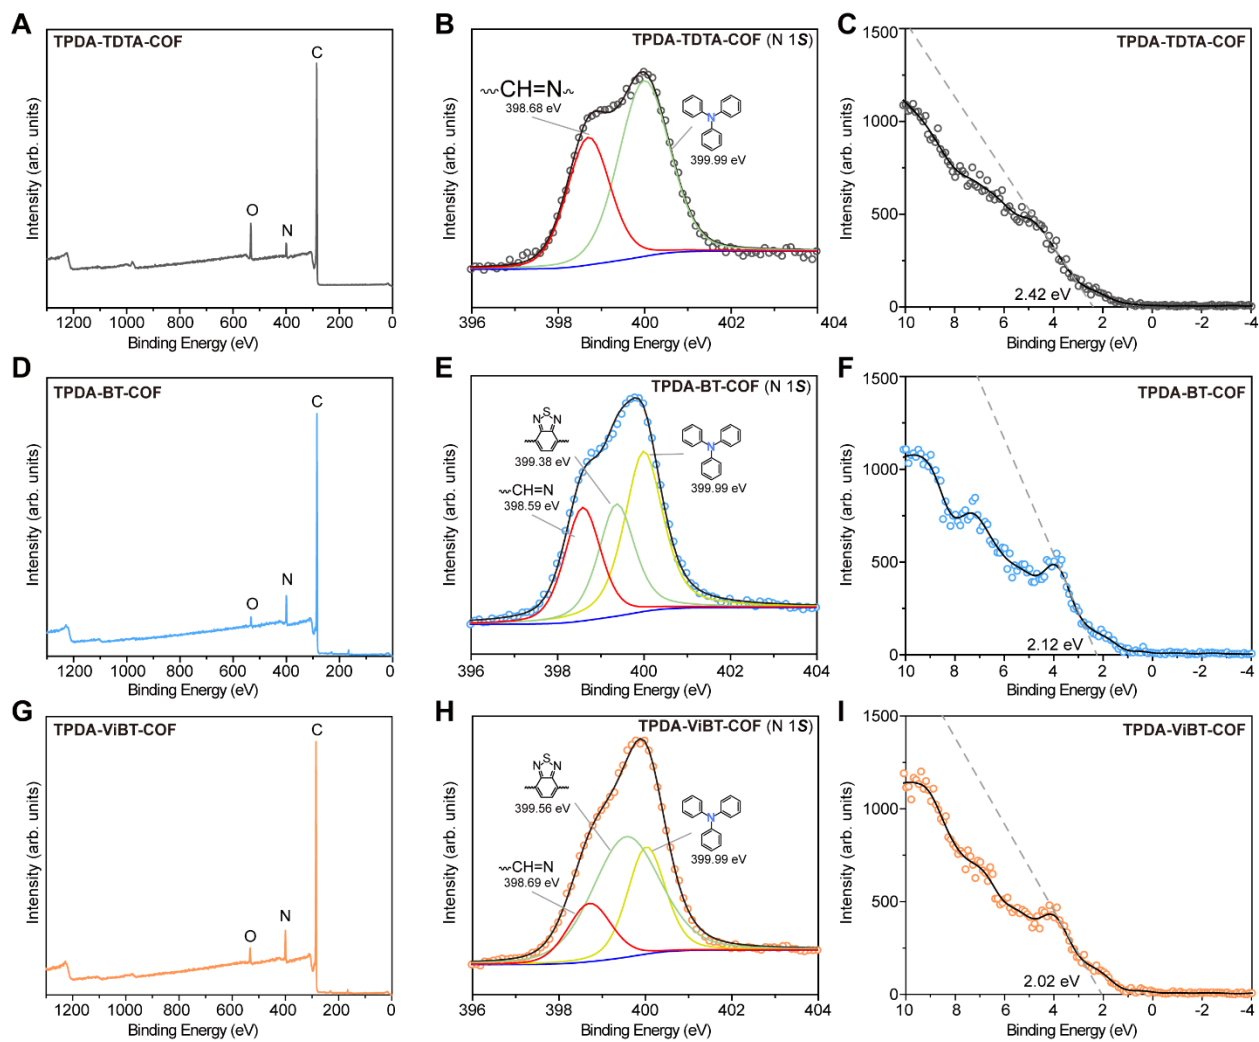 A
TPDA-TDTA-COF
C
O
N
Intensity (arb. units)
1200 1000 800 600 400 200 0
Binding Energy (eV)
B
TPDA-TDTA-COF (N 1S)
CH=N
398.68 eV
N
399.99 eV
Intensity (arb. units)
396 398 400 402 404
Binding Energy (eV)
C
TPDA-TDTA-COF
1500
1000
500
0
2.42 eV
Intensity (arb. units)
10 8 6 4 2 0 -2 -4
Binding Energy (eV)
D
TPDA-BT-COF
C
N
O
Intensity (arb. units)
1200 1000 800 600 400 200 0
Binding Energy (eV)
E
TPDA-BT-COF (N 1S)
S
N N
399.38 eV
CH=N
398.59 eV
N
399.99 eV
Intensity (arb. units)
396 398 400 402 404
Binding Energy (eV)
F
TPDA-BT-COF
1500
1000
500
0
2.12 eV
Intensity (arb. units)
10 8 6 4 2 0 -2 -4
Binding Energy (eV)
G
TPDA-ViBT-COF
C
N
O
Intensity (arb. units)
1200 1000 800 600 400 200 0
Binding Energy (eV)
H
TPDA-ViBT-COF (N 1S)
S
N N
399.56 eV
CH=N
398.69 eV
N
399.99 eV
Intensity (arb. units)
396 398 400 402 404
Binding Energy (eV)
I
TPDA-ViBT-COF
1500
1000
500
0
2.02 eV
Intensity (arb. units)
10 8 6 4 2 0 -2 -4
Binding Energy (eV)